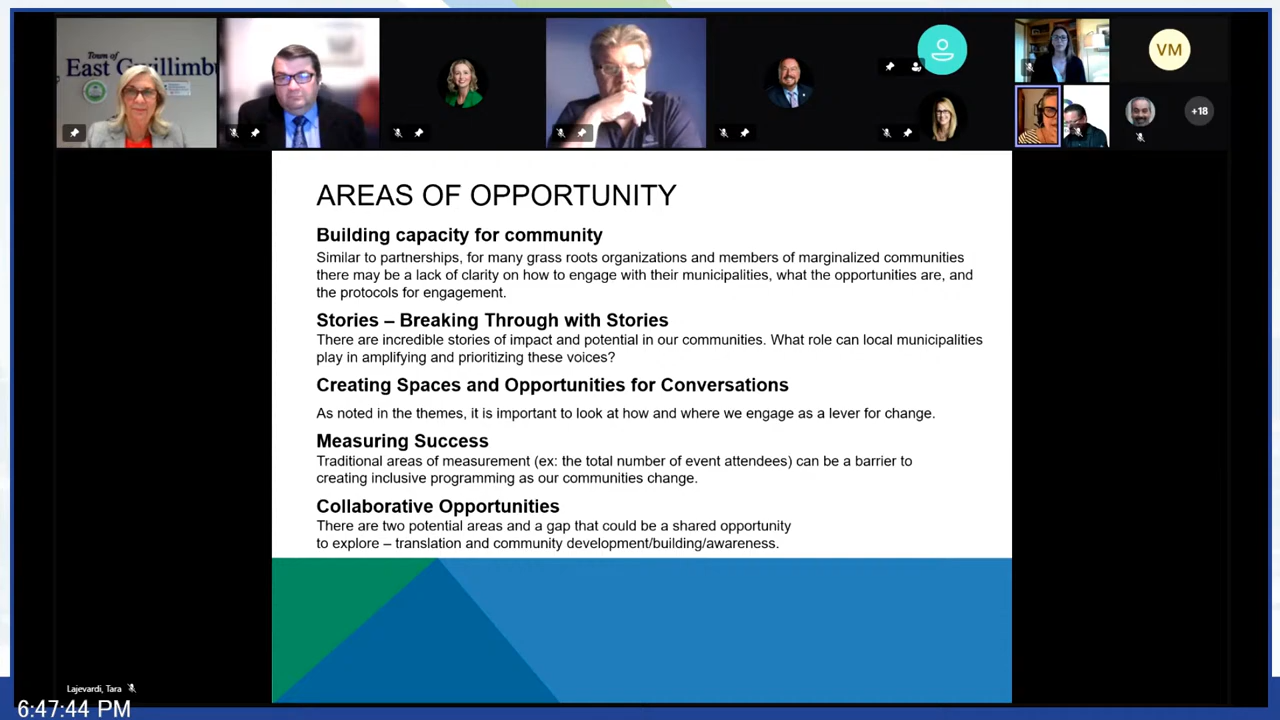 Town of
East Gwillimbu
VM
+18
AREAS OF OPPORTUNITY
Building capacity for community
Similar to partnerships, for many grass roots organizations and members of marginalized communities
there may be a lack of clarity on how to engage with their municipalities, what the opportunities are, and
the protocols for engagement.
Stories – Breaking Through with Stories
There are incredible stories of impact and potential in our communities. What role can local municipalities
play in amplifying and prioritizing these voices?
Creating Spaces and Opportunities for Conversations
As noted in the themes, it is important to look at how and where we engage as a lever for change.
Measuring Success
Traditional areas of measurement (ex: the total number of event attendees) can be a barrier to
creating inclusive programming as our communities change.
Collaborative Opportunities
There are two potential areas and a gap that could be a shared opportunity
to explore – translation and community development/building/awareness.
Lajevardi, Tara
6:47:44 PM